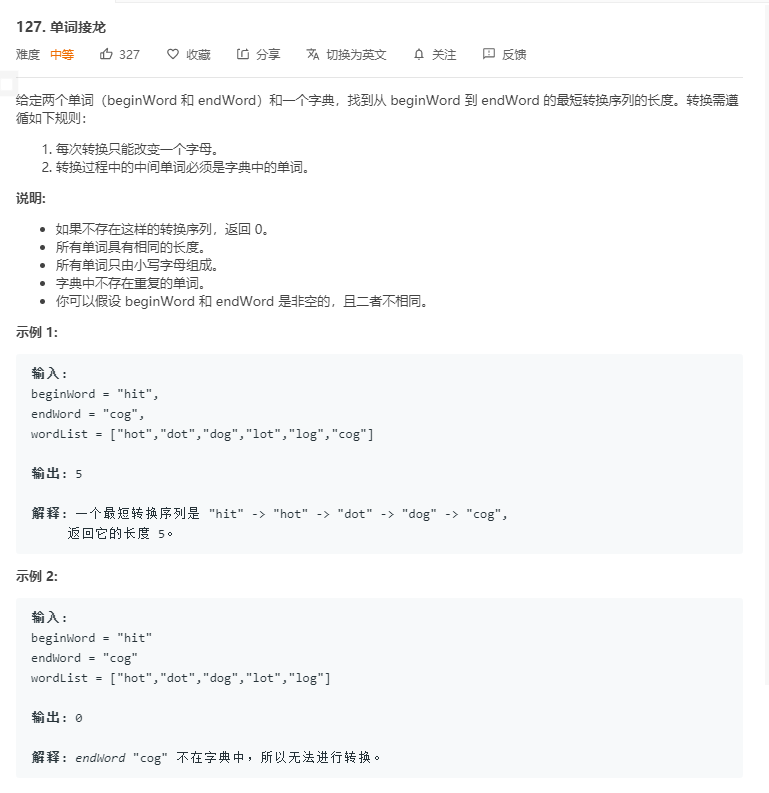 127. 单词接龙
难度 中等 327 收藏 分享 切换为英文 关注 反馈
给定两个单词（beginWord 和 endWord）和一个字典，找到从 beginWord 到 endWord 的最短转换序列的长度。转换需遵
循如下规则：
1. 每次转换只能改变一个字母。
2. 转换过程中的中间单词必须是字典中的单词。
说明:
• 如果不存在这样的转换序列，返回 0。
• 所有单词具有相同的长度。
• 所有单词只由小写字母组成。
• 字典中不存在重复的单词。
• 你可以假设 beginWord 和 endWord 是非空的，且二者不相同。
示例 1:
输入:
beginWord = "hit",
endWord = "cog",
wordList = ["hot","dot","dog","lot","log","cog"]
输出: 5
解释: 一个最短转换序列是 "hit" -> "hot" -> "dot" -> "dog" -> "cog",
返回它的长度 5。
示例 2:
输入:
beginWord = "hit"
endWord = "cog"
wordList = ["hot","dot","dog","lot","log"]
输出: 0
解释: endWord "cog" 不在字典中，所以无法进行转换。